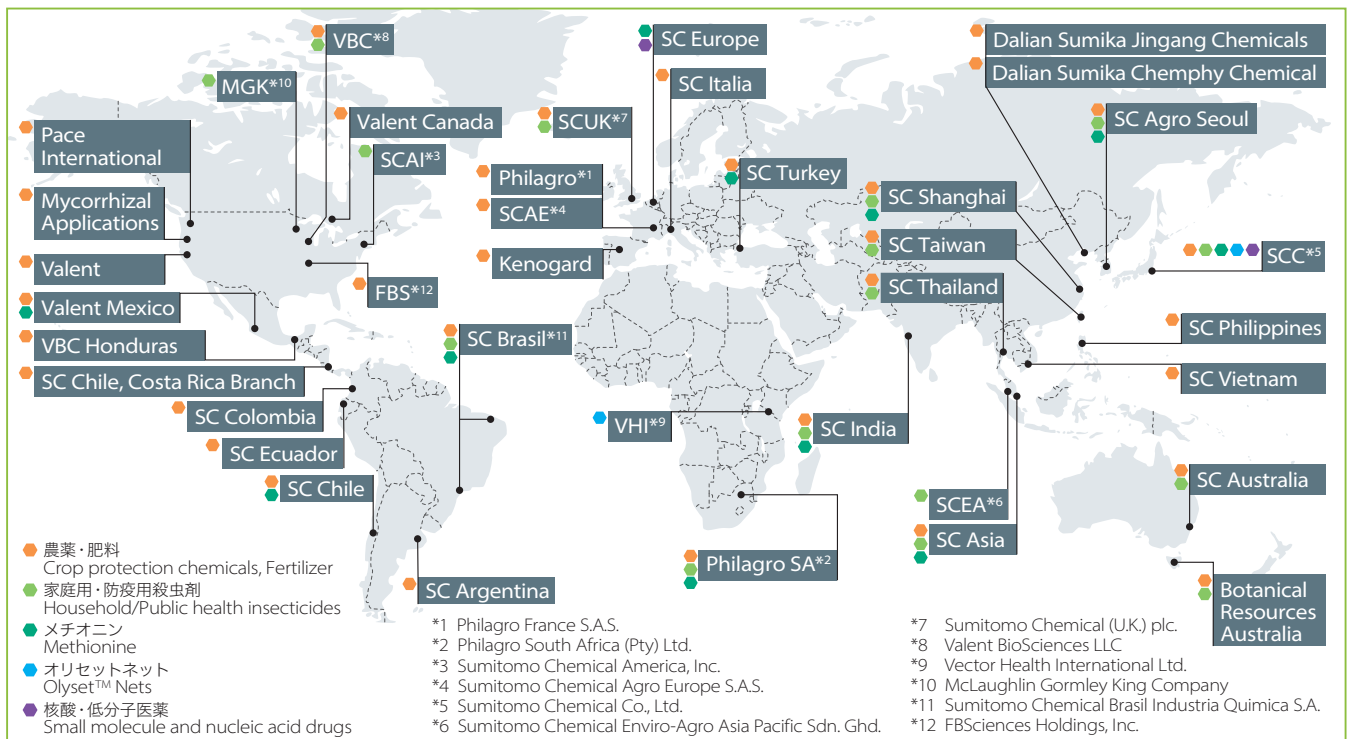 VBC*8
MGK*10
Pace
International
Valent Canada
SCAI*3
Mycorrhizal
Applications
Valent
FBS*12
Valent Mexico
VBC Honduras
SC Chile, Costa Rica Branch
SC Colombia
SC Ecuador
SC Chile
SC Argentina
SC Brasil*11
SC Europe
SC Italia
SCUK*7
Philagro*1
SCAE*4
Kenogard
SC Turkey
VHI*9
Philagro SA*2
Dalian Sumika Jingang Chemicals
Dalian Sumika Chemphy Chemical
SC Agro Seoul
SC Shanghai
SC Taiwan
SC Thailand
SCC*5
SC Philippines
SC Vietnam
SC India
SCEA*6
SC Asia
SC Australia
Botanical
Resources
Australia
農薬・肥料
Crop protection chemicals, Fertilizer
家庭用・防疫用殺虫剤
Household/Public health insecticides
メチオニン
Methionine
オリセットネット
Olyset™ Nets
核酸・低分子医薬
Small molecule and nucleic acid drugs
*1 Philagro France S.A.S.
*2 Philagro South Africa (Pty) Ltd.
*3 Sumitomo Chemical America, Inc.
*4 Sumitomo Chemical Agro Europe S.A.S.
*5 Sumitomo Chemical Co., Ltd.
*6 Sumitomo Chemical Enviro-Agro Asia Pacific Sdn. Ghd.
*7 Sumitomo Chemical (U.K.) plc.
*8 Valent BioSciences LLC
*9 Vector Health International Ltd.
*10 McLaughlin Gormley King Company
*11 Sumitomo Chemical Brasil Industria Quimica S.A.
*12 FBSciences Holdings, Inc.